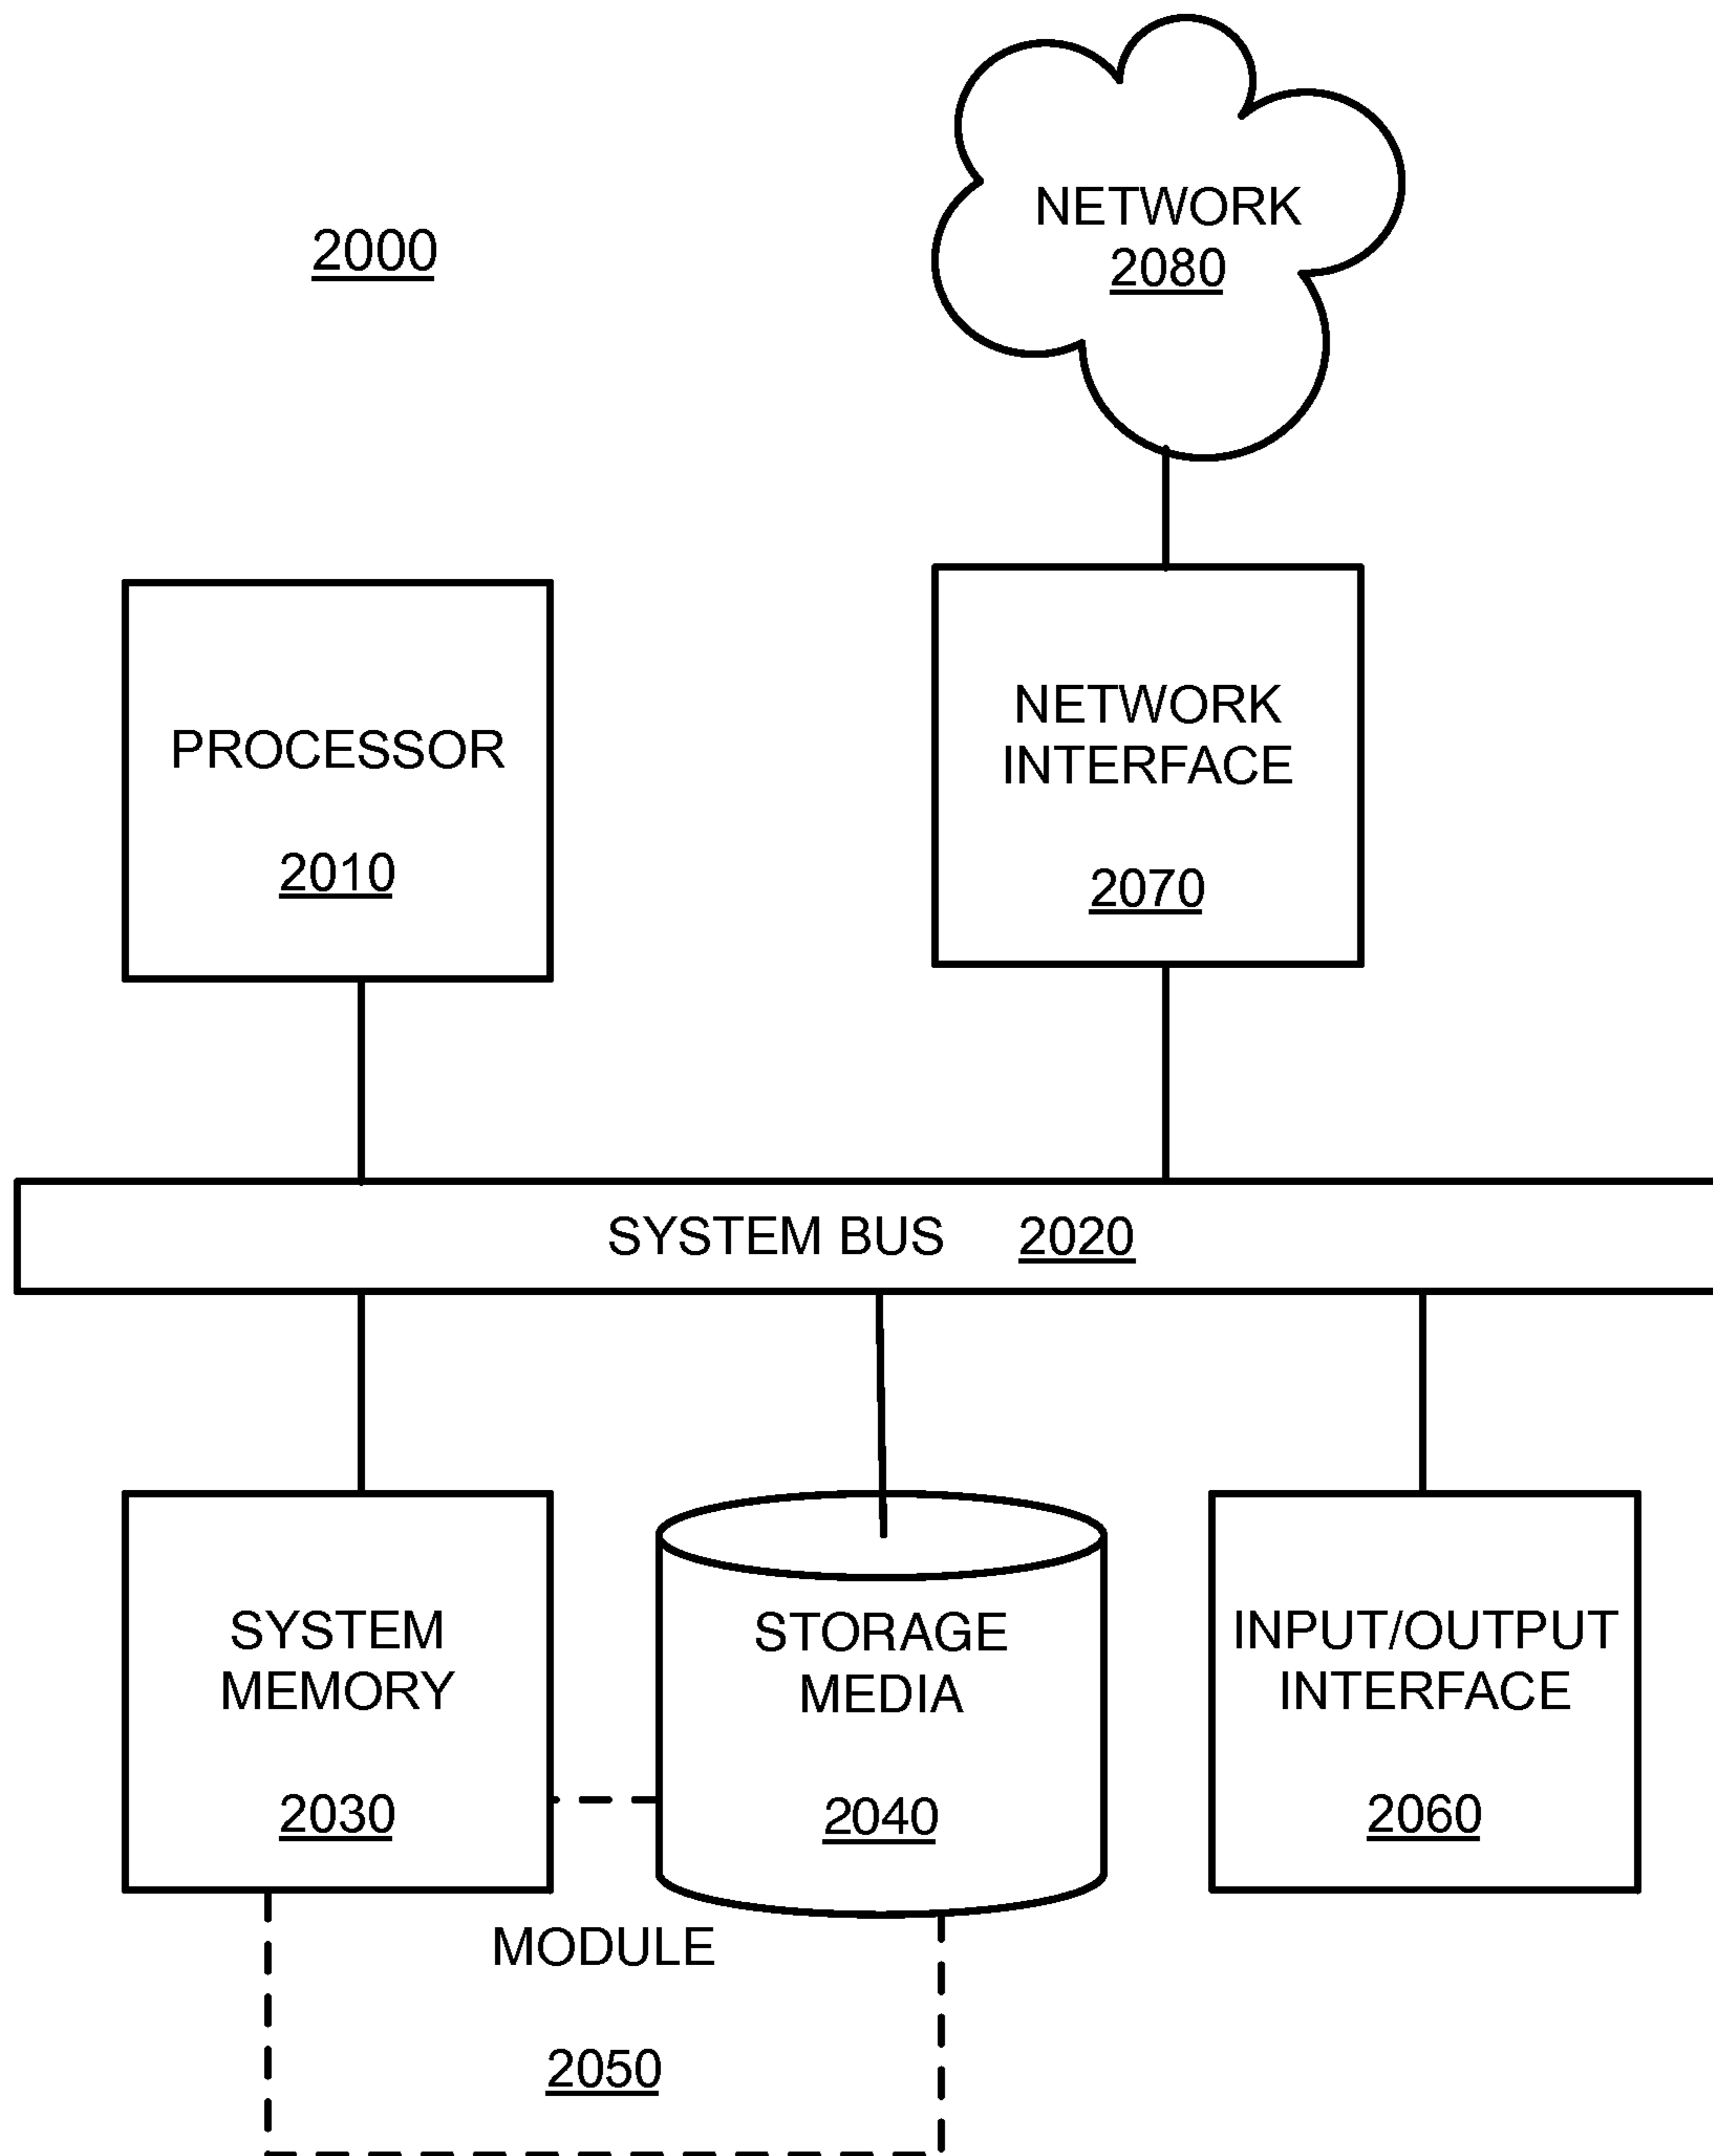 NETWORK
2080
2000
NETWORK
INTERFACE
2070
PROCESSOR
2010
SYSTEM BUS 2020
SYSTEM
MEMORY
2030
STORAGE
MEDIA
2040
INPUT/OUTPUT
INTERFACE
2060
MODULE
2050